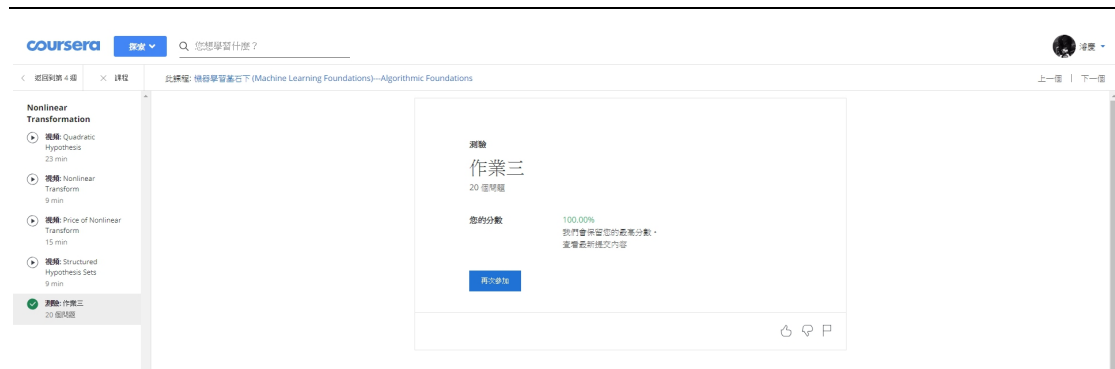 coursera
探索
您想學習什麼？
返回到第 4 週
課程
此課程: 機器學習基石下 (Machine Learning Foundations)---Algorithmic Foundations
上一個 | 下一個
Nonlinear
Transformation
視頻: Quadratic
Hypothesis
23 min
視頻: Nonlinear
Transform
9 min
視頻: Price of Nonlinear
Transform
15 min
視頻: Structured
Hypothesis Sets
9 min
測驗: 作業三
20 個問題
測驗
作業三
20 個問題
您的分數
100.00%
我們會保留您的最高分數。
查看最新提交內容
再次參加